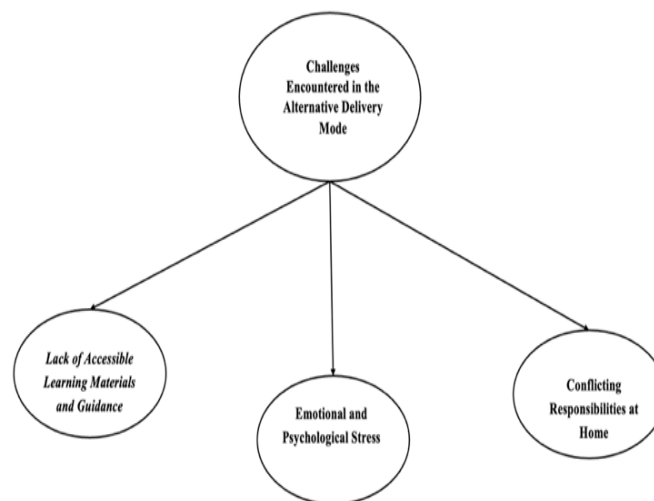 Challenges
Encountered in the
Alternative Delivery
Mode
Lack of Accessible
Learning Materials
and Guidance
Emotional and
Psychological Stress
Conflicting
Responsibilities at
Home